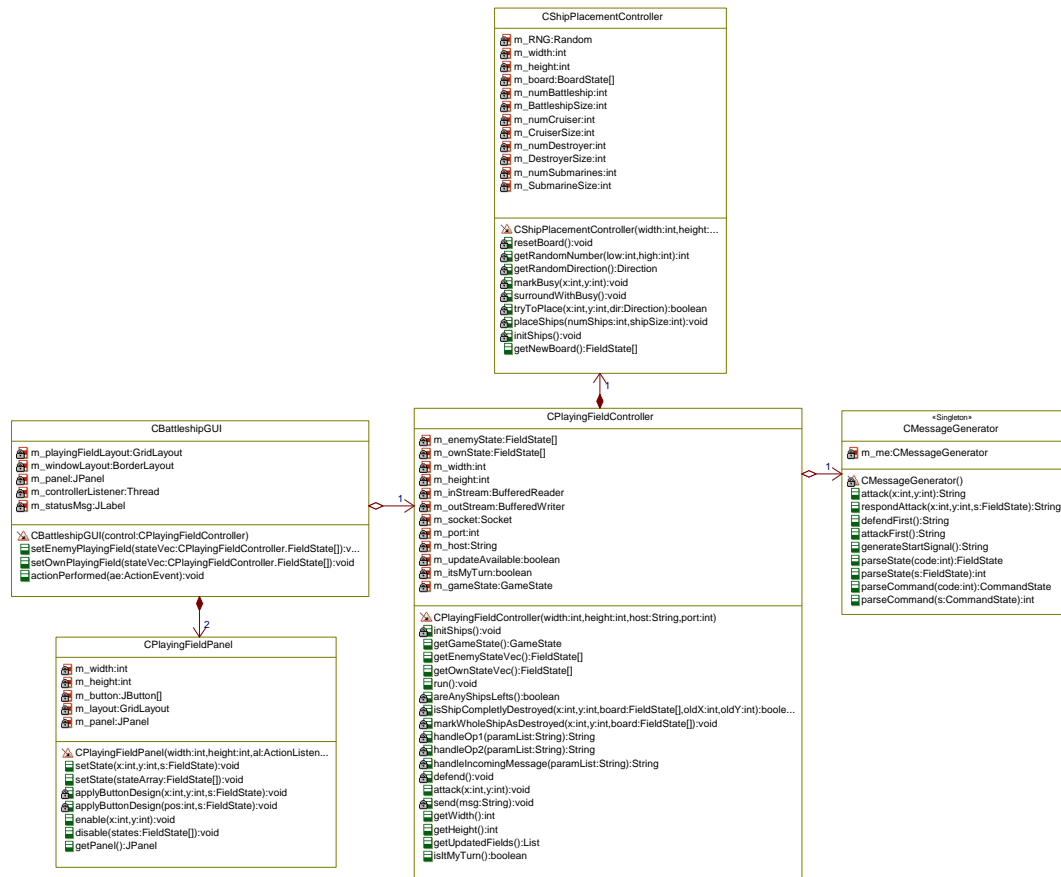 CShipPlacementController
m_RNG:Random
m_width:int
m_height:int
m_board:BoardState[]
m_numBattleship:int
m_BattleshipSize:int
m_numCruiser:int
m_CruiserSize:int
m_numDestroyer:int
m_DestroyerSize:int
m_numSubmarines:int
m_SubmarineSize:int
CShipPlacementController(width:int,height:...
resetBoard():void
getRandomNumber(low:int,high:int):int
getRandomDirection():Direction
markBusy(x:int,y:int):void
surroundWithBusy():void
tryToPlace(x:int,y:int,dir:Direction):boolean
placeShips(numShips:int,shipSize:int):void
initShips():void
getNewBoard():FieldState[]
1
CBattleshipGUI
m_playingFieldLayout:GridLayout
m_windowLayout:BorderLayout
m_panel:JPanel
m_controllerListener:Thread
m_statusMsg:JLabel
CBattleshipGUI(control:CPlayingFieldController)
setEnemyPlayingField(stateVec:CPlayingFieldController.FieldState[]):v...
setOwnPlayingField(stateVec:CPlayingFieldController.FieldState[]):void
actionPerformed(ae:ActionEvent):void
1
2
CPlayingFieldPanel
m_width:int
m_height:int
m_button:JButton[]
m_layout:GridLayout
m_panel:JPanel
CPlayingFieldPanel(width:int,height:int,al:ActionListen...
setState(x:int,y:int,s:FieldState):void
setState(stateArray:FieldState[]):void
applyButtonDesign(x:int,y:int,s:FieldState):void
applyButtonDesign(pos:int,s:FieldState):void
enable(x:int,y:int):void
disable(states:FieldState[]):void
getPanel():JPanel
CPlayingFieldController
m_enemyState:FieldState[]
m_ownState:FieldState[]
m_width:int
m_height:int
m_inStream:BufferedReader
m_outStream:BufferedWriter
m_socket:Socket
m_port:int
m_host:String
m_updateAvailable:boolean
m_itsMyTurn:boolean
m_gameState:GameState
CPlayingFieldController(width:int,height:int,host:String,port:int)
initShips():void
getGameState():GameState
getEnemyStateVec():FieldState[]
getOwnStateVec():FieldState[]
run():void
areAnyShipsLefts():boolean
isShipCompletlyDestroyed(x:int,y:int,board:FieldState[],oldX:int,oldY:int):boole...
markWholeShipAsDestroyed(x:int,y:int,board:FieldState[]):void
handleOp1(paramList:String):String
handleOp2(paramList:String):String
handleIncomingMessage(paramList:String):String
defend():void
attack(x:int,y:int):void
send(msg:String):void
getWidth():int
getHeight():int
getUpdatedFields():List
isItMyTurn():boolean
1
«Singleton»
CMessageGenerator
m_me:CMessageGenerator
CMessageGenerator()
attack(x:int,y:int):String
respondAttack(x:int,y:int,s:FieldState):String
defendFirst():String
attackFirst():String
generateStartSignal():String
parseState(code:int):FieldState
parseState(s:FieldState):int
parseCommand(code:int):CommandState
parseCommand(s:CommandState):int